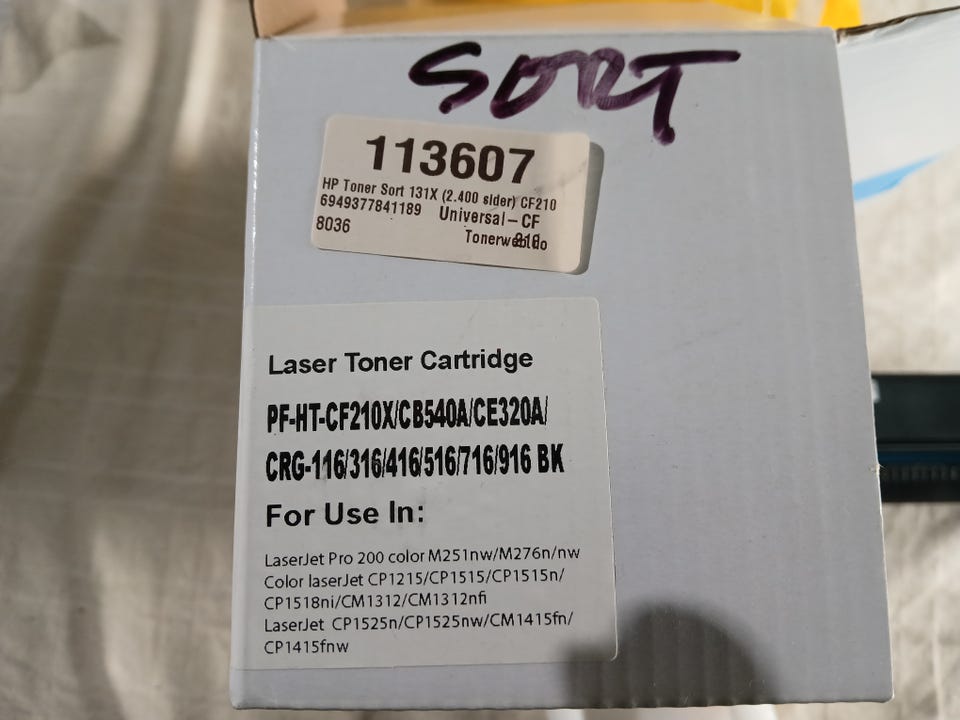 SORT
113607
HP Toner Sort 131X (2.400 sider) CF210
6949377841189 Universal-CF
8036
Laser Toner Cartridge
PF-HT-CF210X/CB540A/CE320A/
CRG-116/316/416/516/716/916 BK
For Use In:
LaserJet Pro 200 color M251nw/M276n/nw
Color laserJet CP1215/CP1515/CP1515n/
CP1518ni/CM1312/CM1312nfi
LaserJet CP1525n/CP1525nw/CM1415fn/
CP1415fnw